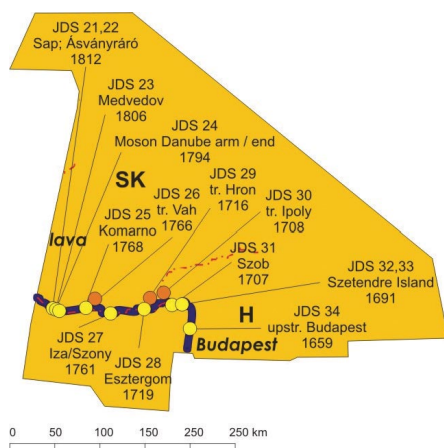 JDS 21,22
Sap; Ásványráró
1812
JDS 23
Medvedov
1806
JDS 24
Moson Danube arm / end
1794
SK
JDS 29
tr. Hron
1716
JDS 26
tr. Vah
1766
JDS 30
tr. Ipoly
1708
JDS 25
Komarno
1768
lava
JDS 31
Szob
1707
JDS 32,33
Szetendre Island
1691
H
JDS 34
upstr. Budapest
1659
Budapest
JDS 27
Iza/Szony
1761
JDS 28
Esztergom
1719
0 50 100 150 200 250 km